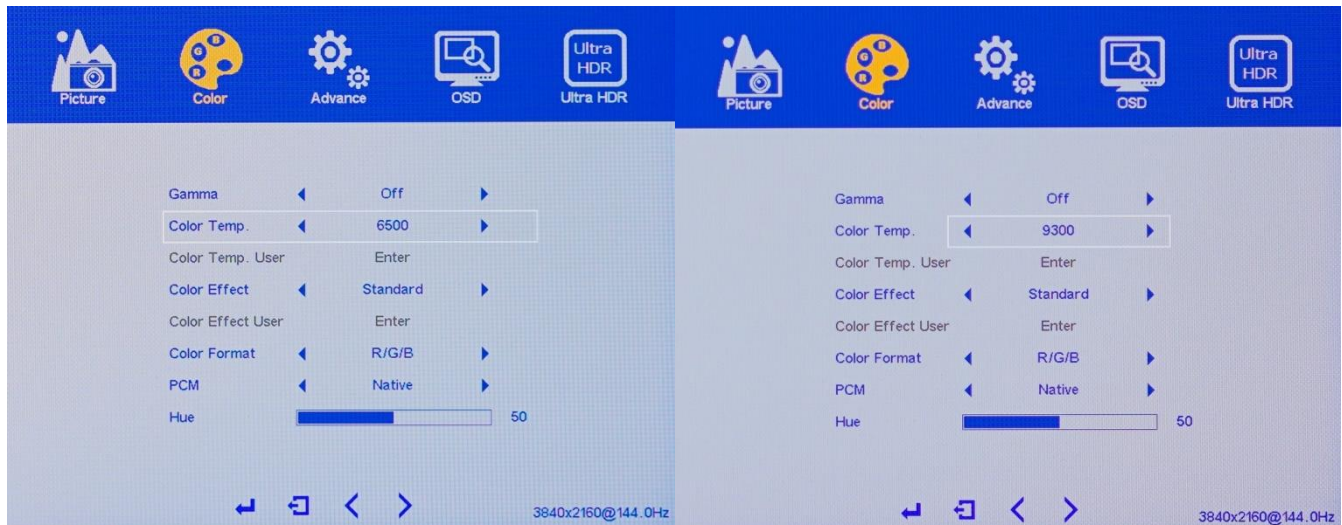 Ultra
HDR
Picture Color Advance OSD Ultra HDR
Gamma Off
Color Temp. 6500
Color Temp. User Enter
Color Effect Standard
Color Effect User Enter
Color Format R/G/B
PCM Native
Hue 50
3840x2160@144.0Hz
Ultra
HDR
Picture Color Advance OSD Ultra HDR
Gamma Off
Color Temp. 9300
Color Temp. User Enter
Color Effect Standard
Color Effect User Enter
Color Format R/G/B
PCM Native
Hue 50
3840x2160@144.0Hz